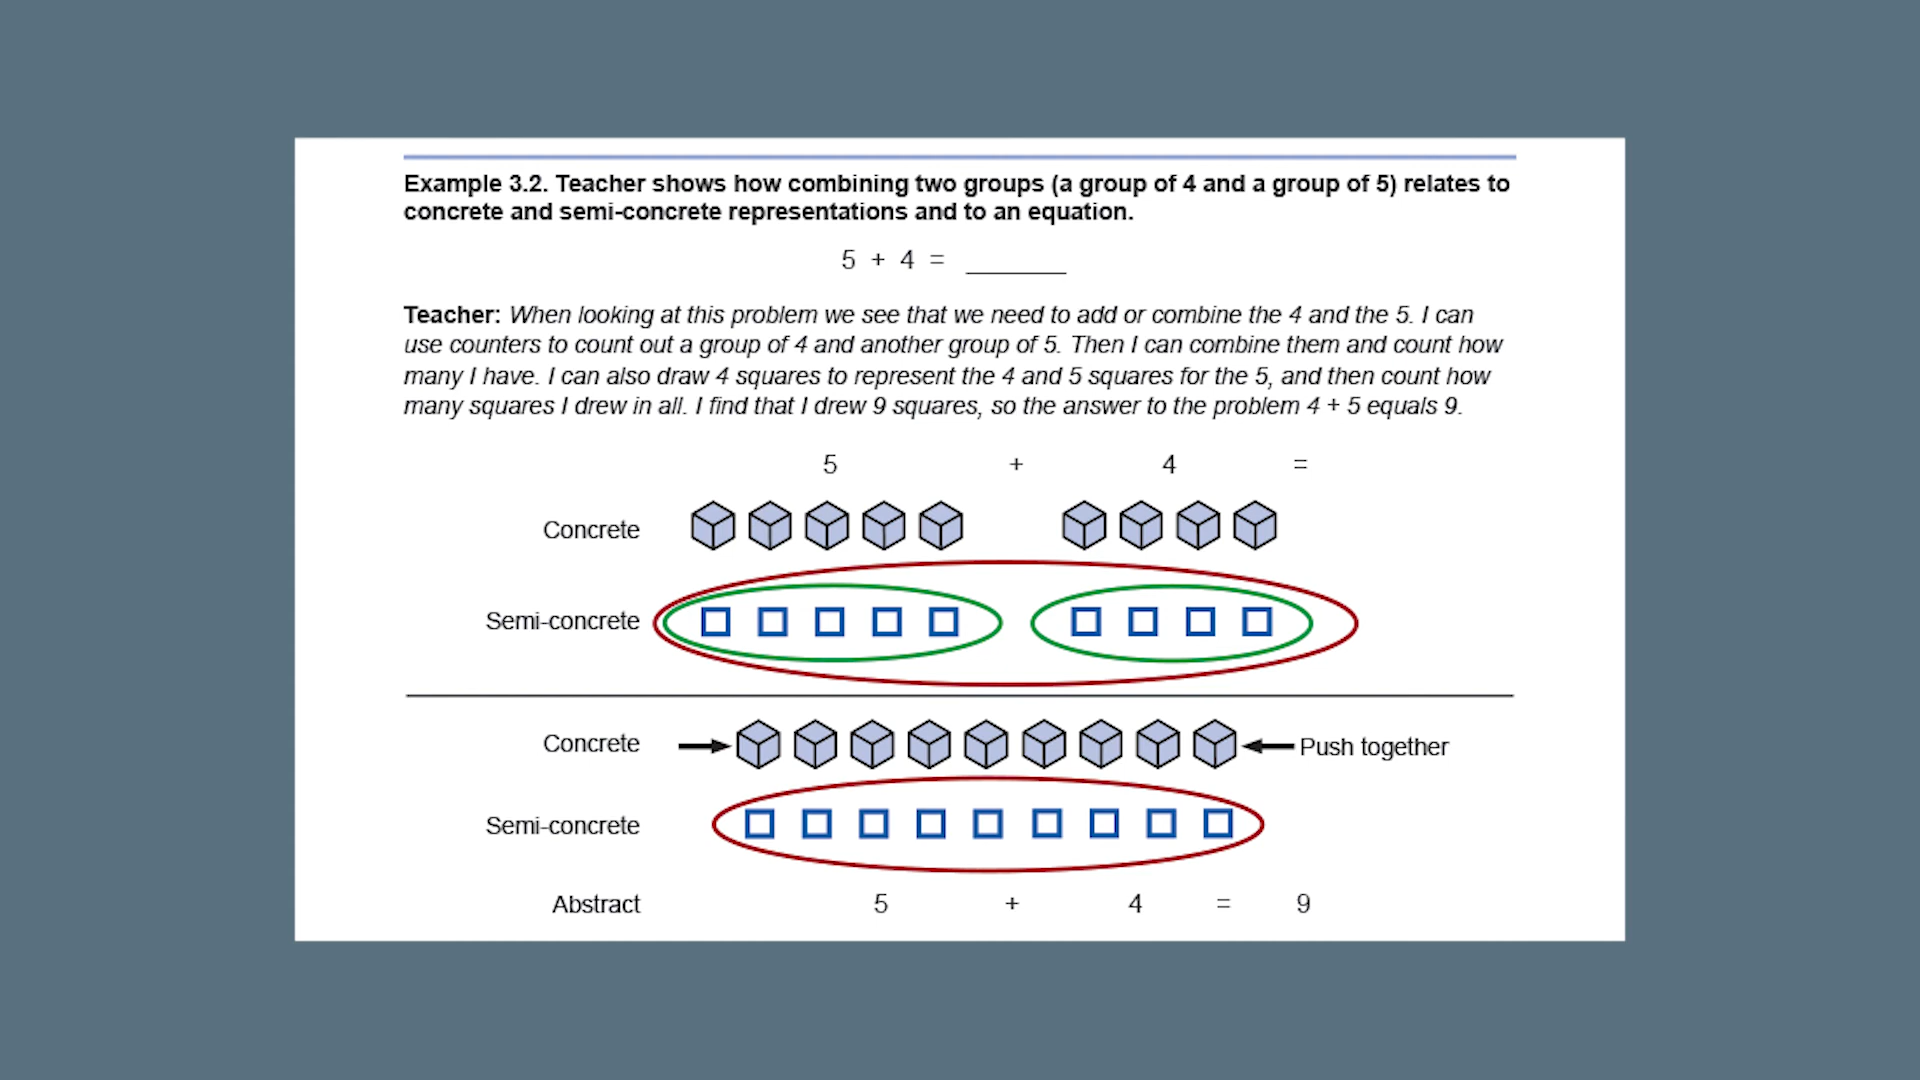 Example 3.2. Teacher shows how combining two groups (a group of 4 and a group of 5) relates to
concrete and semi-concrete representations and to an equation.
5 + 4 = ______
Teacher: When looking at this problem we see that we need to add or combine the 4 and the 5. I can
use counters to count out a group of 4 and another group of 5. Then I can combine them and count how
many I have. I can also draw 4 squares to represent the 4 and 5 squares for the 5, and then count how
many squares I drew in all. I find that I drew 9 squares, so the answer to the problem 4 + 5 equals 9.
5 + 4 =
Concrete
Semi-concrete
Concrete Push together
Semi-concrete
Abstract 5 + 4 = 9